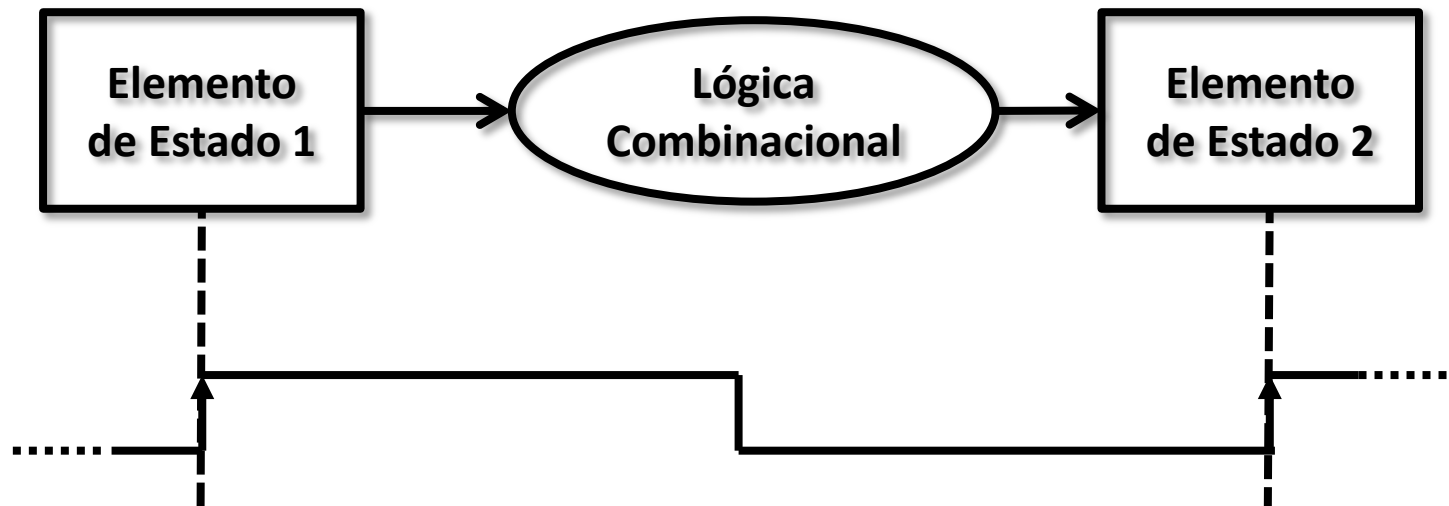 Elemento
de Estado 1
Lógica
Combinacional
Elemento
de Estado 2